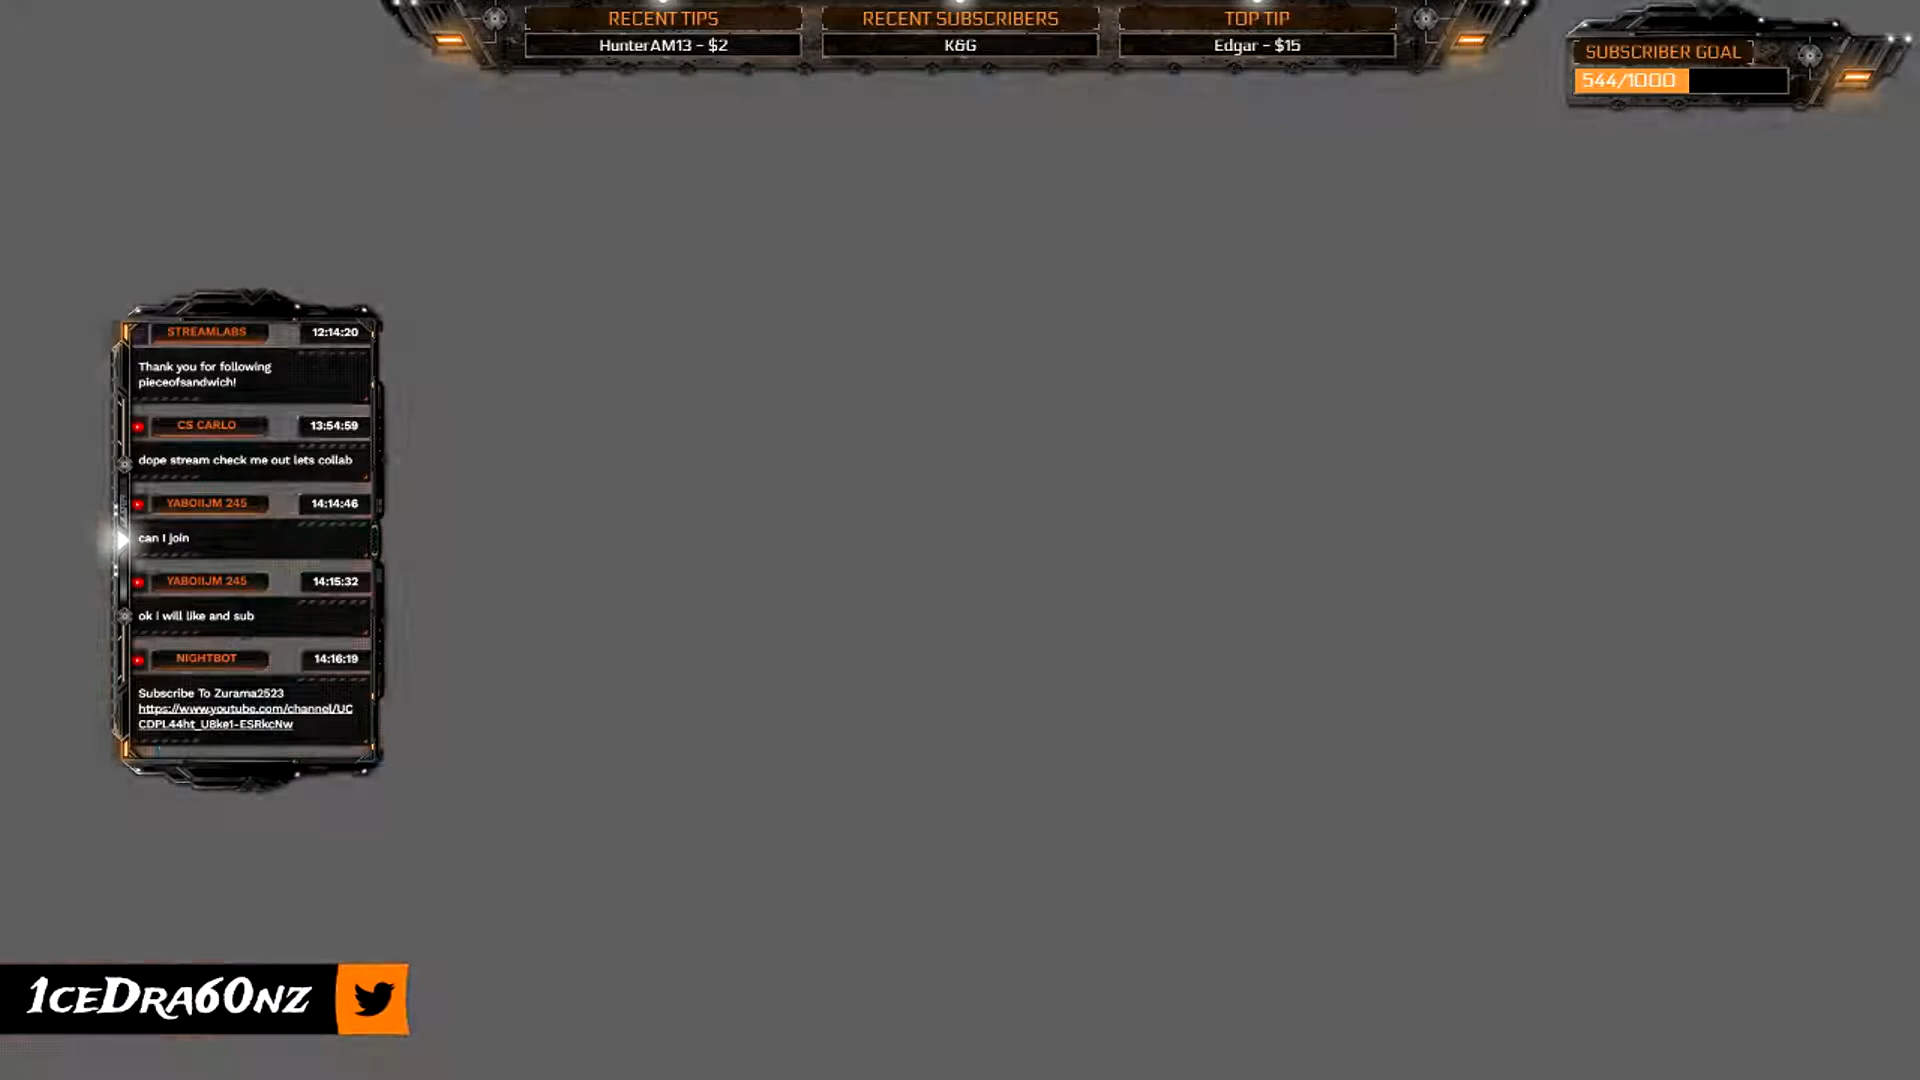 RECENT TIPS
HunterAM13 - $2
RECENT SUBSCRIBERS
K&G
TOP TIP
Edgar - $15
SUBSCRIBER GOAL
544/1000
STREAMLABS 12:14:20
Thank you for following
pieceofsandwich!
CS CARLO 13:54:59
dope stream check me out lets collab
YABOIIJM 245 14:14:46
can I join
YABOIIJM 245 14:15:32
ok i will like and sub
NIGHTBOT 14:16:19
Subscribe To Zurama2523
https://www.youtube.com/channel/UC
CDPL44ht_U8ke1-ESRkcNw
1ceDra60nz